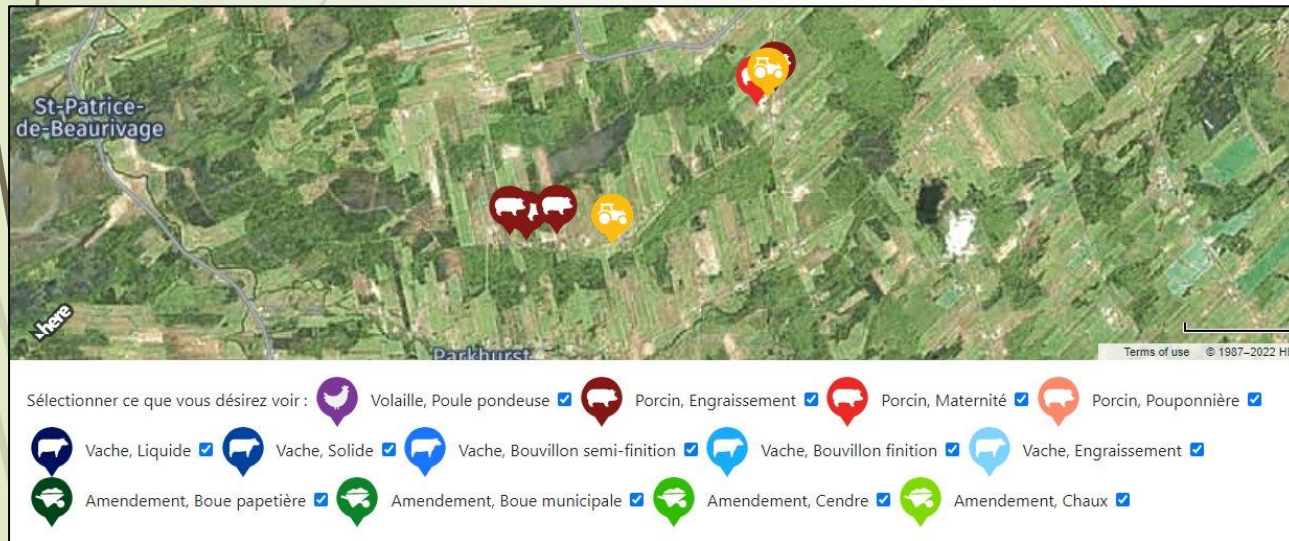 St-Patrice-
de-Beaurivage
here
Parkhurst
Terms of use © 1987–2022 HE
Sélectionner ce que vous désirez voir : Volaille, Poule pondeuse Porcin, Engraissement Porcin, Maternité Porcin, Pouponnière
Vache, Liquide Vache, Solide Vache, Bouvillon semi-finition Vache, Bouvillon finition Vache, Engraissement
Amendement, Boue papetière Amendement, Boue municipale Amendement, Cendre Amendement, Chaux